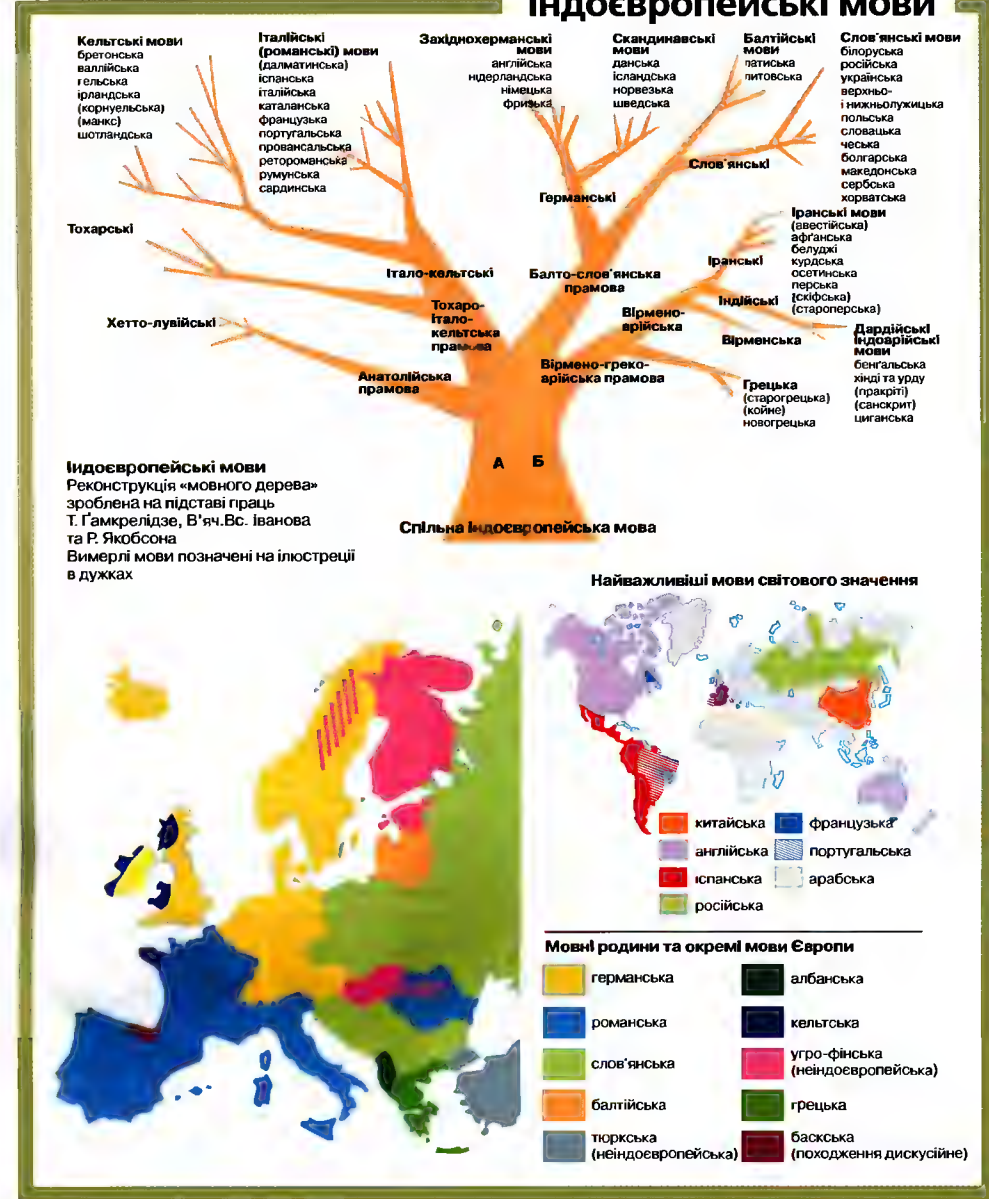 Індоєвропейські мови
Кельтські мови
бретонська
валлійська
гельська
ірландська
(корнуельська)
(манкс)
шотландська
Італійські
(романські) мови
(далматинська)
іспанська
італійська
каталанська
французька
португальська
провансальська
ретороманська
румунська
сардинська
Західногерманські
мови
англійська
нідерландська
німецька
фризька
Скандинавські
мови
данська
ісландська
норвезька
шведська
Балтійські
мови
латиська
литовська
Слов'янські мови
білоруська
російська
українська
верхньо-
і нижньолужицька
польська
словацька
чеська
болгарська
македонська
сербська
хорватська
Слов'янські
Германські
Тохарські
Італо-кельтські
Балто-слов'янська
прамова
Іранські
Іранські мови
(авестійська)
афганська
белуджі
курдська
осетинська
перська
(скіфська)
(староперська)
Індійські
Тохаро-
італо-
кельтська
прамова
Вірмено-
арійська
Вірменська
Хетто-лувійські
Дардійські
Індоарійські
мови
бенгальська
хінді та урду
(пракріті)
(санскрит)
циганська
Анатолійська
прамова
Вірмено-греко-
арійська прамова
Грецька
(старогрецька)
(койне)
новогрецька
А Б
Спільна індоєвропейська мова
Індоєвропейські мови
Реконструкція «мовного дерева»
зроблена на підставі праць
Т. Ґамкрелідзе, В'яч.Вс. Іванова
та Р. Якобсона
Вимерлі мови позначені на ілюстреції
в дужках
Найважливіші мови світового значення
китайська
французька
англійська
португальська
іспанська
арабська
російська
Мовні родини та окремі мови Європи
германська
албанська
романська
кельтська
слов'янська
угро-фінська
(неіндоєвропейська)
балтійська
грецька
тюркська
(неіндоєвропейська)
баскська
(походження дискусійне)